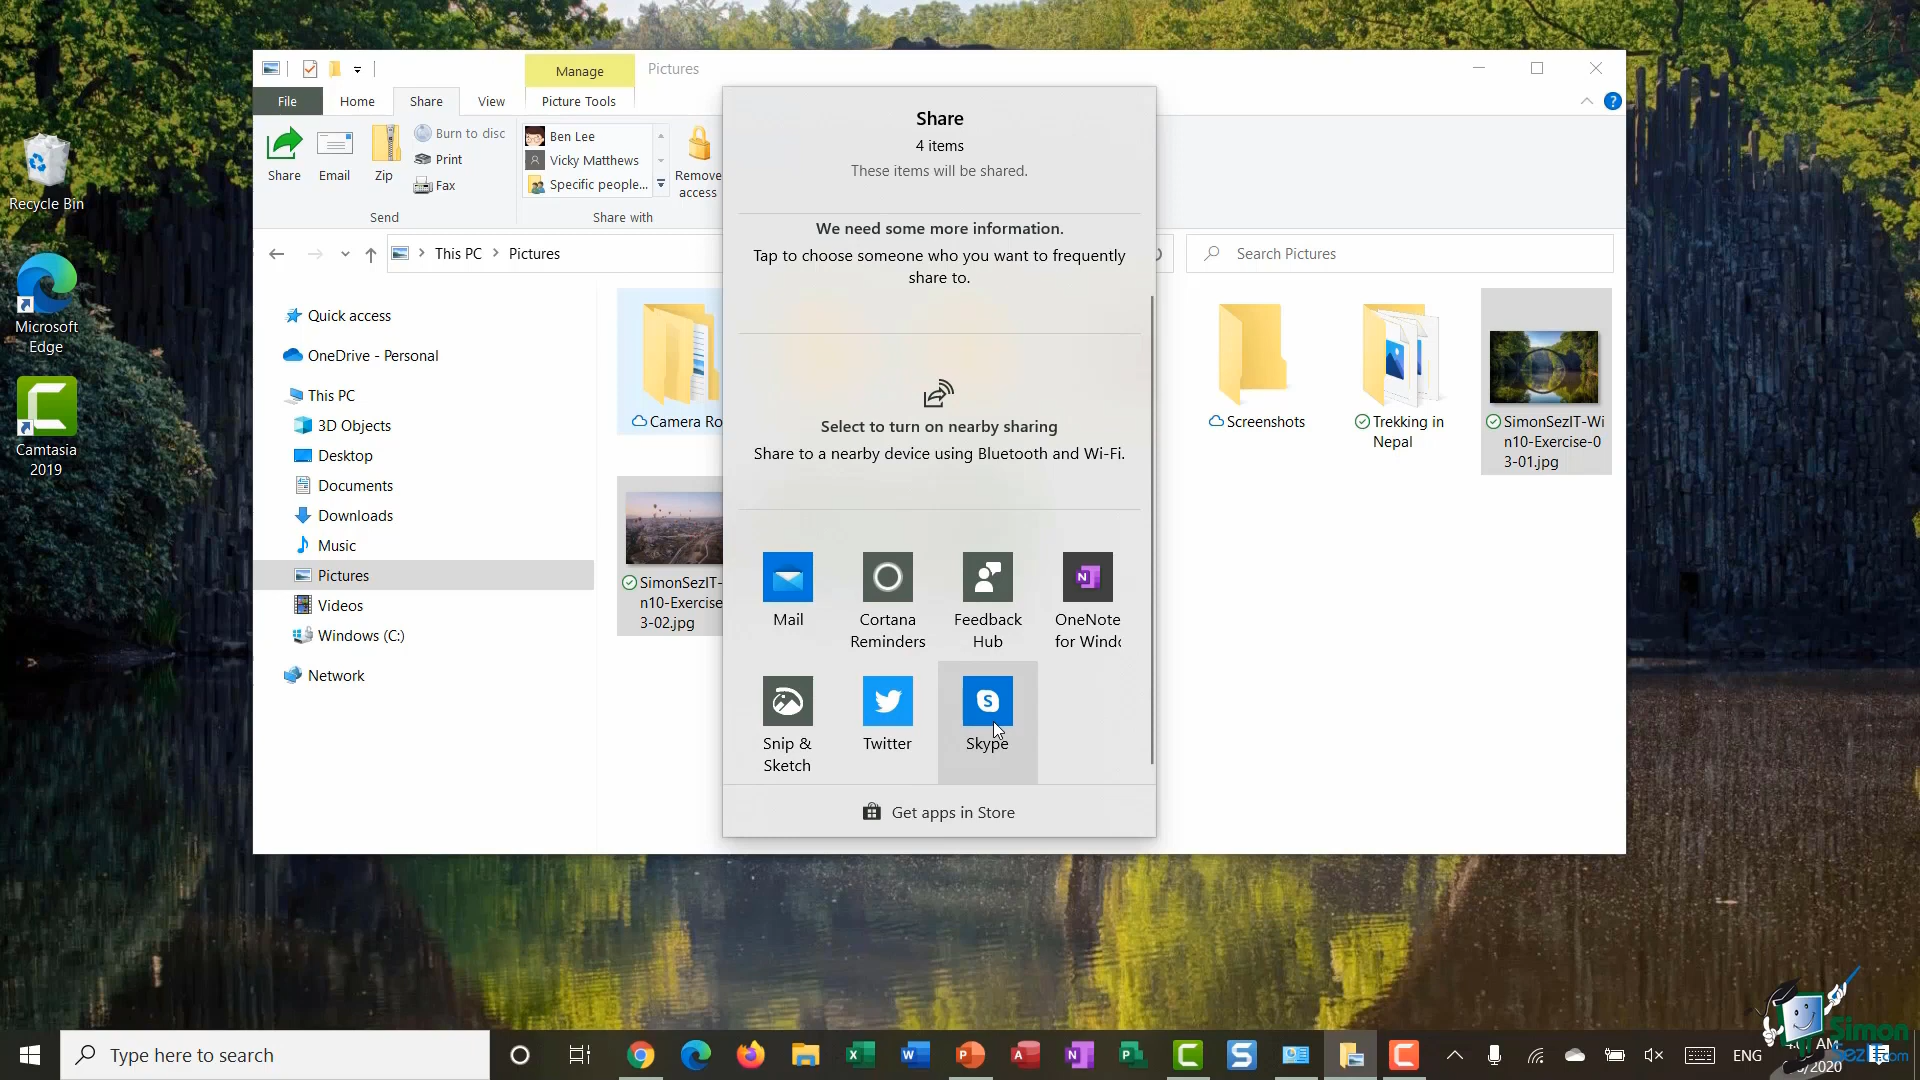 Recycle Bin
Microsoft
Edge
Camtasia
2019
Manage
Pictures
File
Home
Share
View
Picture Tools
Share
Email
Zip
Burn to disc
Print
Fax
Send
Ben Lee
Vicky Matthews
Specific people...
Share with
Remove
access
This PC
Pictures
Search Pictures
Quick access
OneDrive - Personal
This PC
3D Objects
Desktop
Documents
Downloads
Music
Pictures
Videos
Windows (C:)
Network
Camera Ro
SimonSezIT-
n10-Exercise
3-02.jpg
Screenshots
Trekking in
Nepal
SimonSezIT-Wi
n10-Exercise-0
3-01.jpg
Share
4 items
These items will be shared.
We need some more information.
Tap to choose someone who you want to frequently
share to.
Select to turn on nearby sharing
Share to a nearby device using Bluetooth and Wi-Fi.
Mail
Cortana
Reminders
Feedback
Hub
OneNote
for Windo
Snip &
Sketch
Twitter
Skype
Get apps in Store
Type here to search
ENG
AM
/2020
Simon
SezIT.com